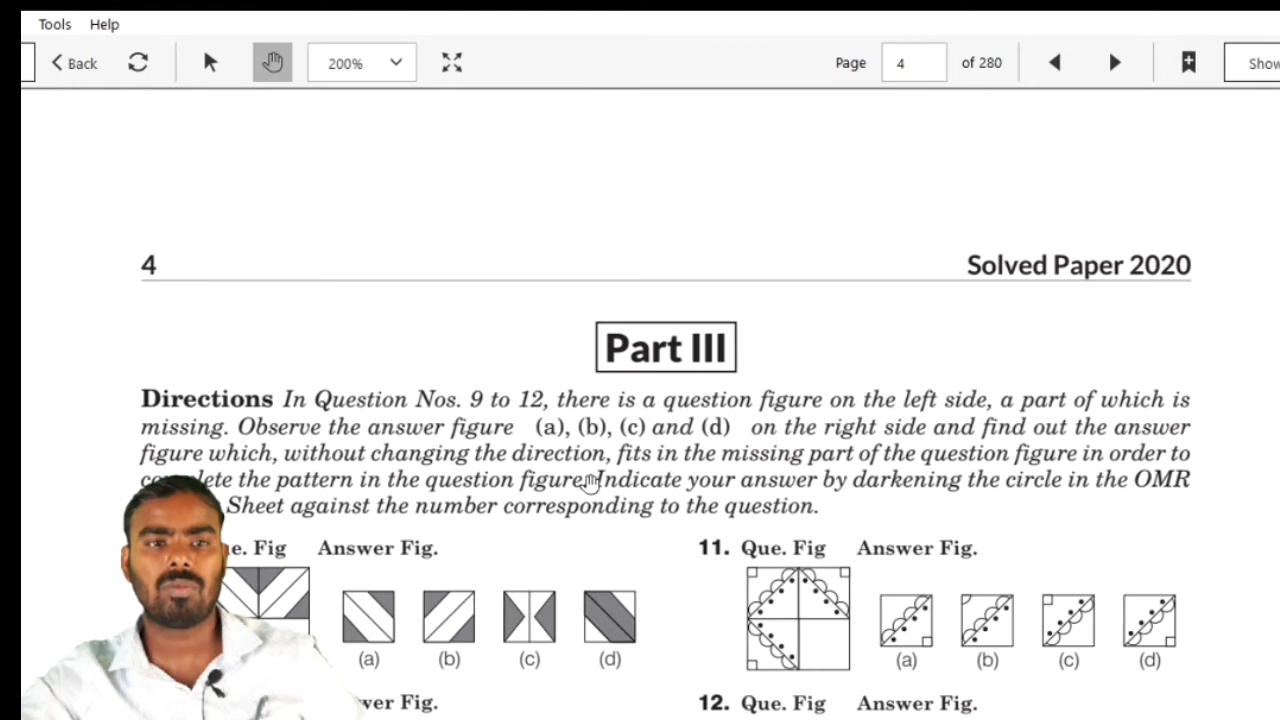 Tools Help
Back 200% Page 4 of 280 Show
4 Solved Paper 2020
Part III
Directions In Question Nos. 9 to 12, there is a question figure on the left side, a part of which is
missing. Observe the answer figure (a), (b), (c) and (d) on the right side and find out the answer
figure which, without changing the direction, fits in the missing part of the question figure in order to
the pattern in the question figure. Indicate your answer by darkening the circle in the OMR
Sheet against the number corresponding to the question.
Fig Answer Fig.
(a) (b) (c) (d)
Fig.
11. Que. Fig Answer Fig.
(a) (b) (c) (d)
12. Que. Fig Answer Fig.